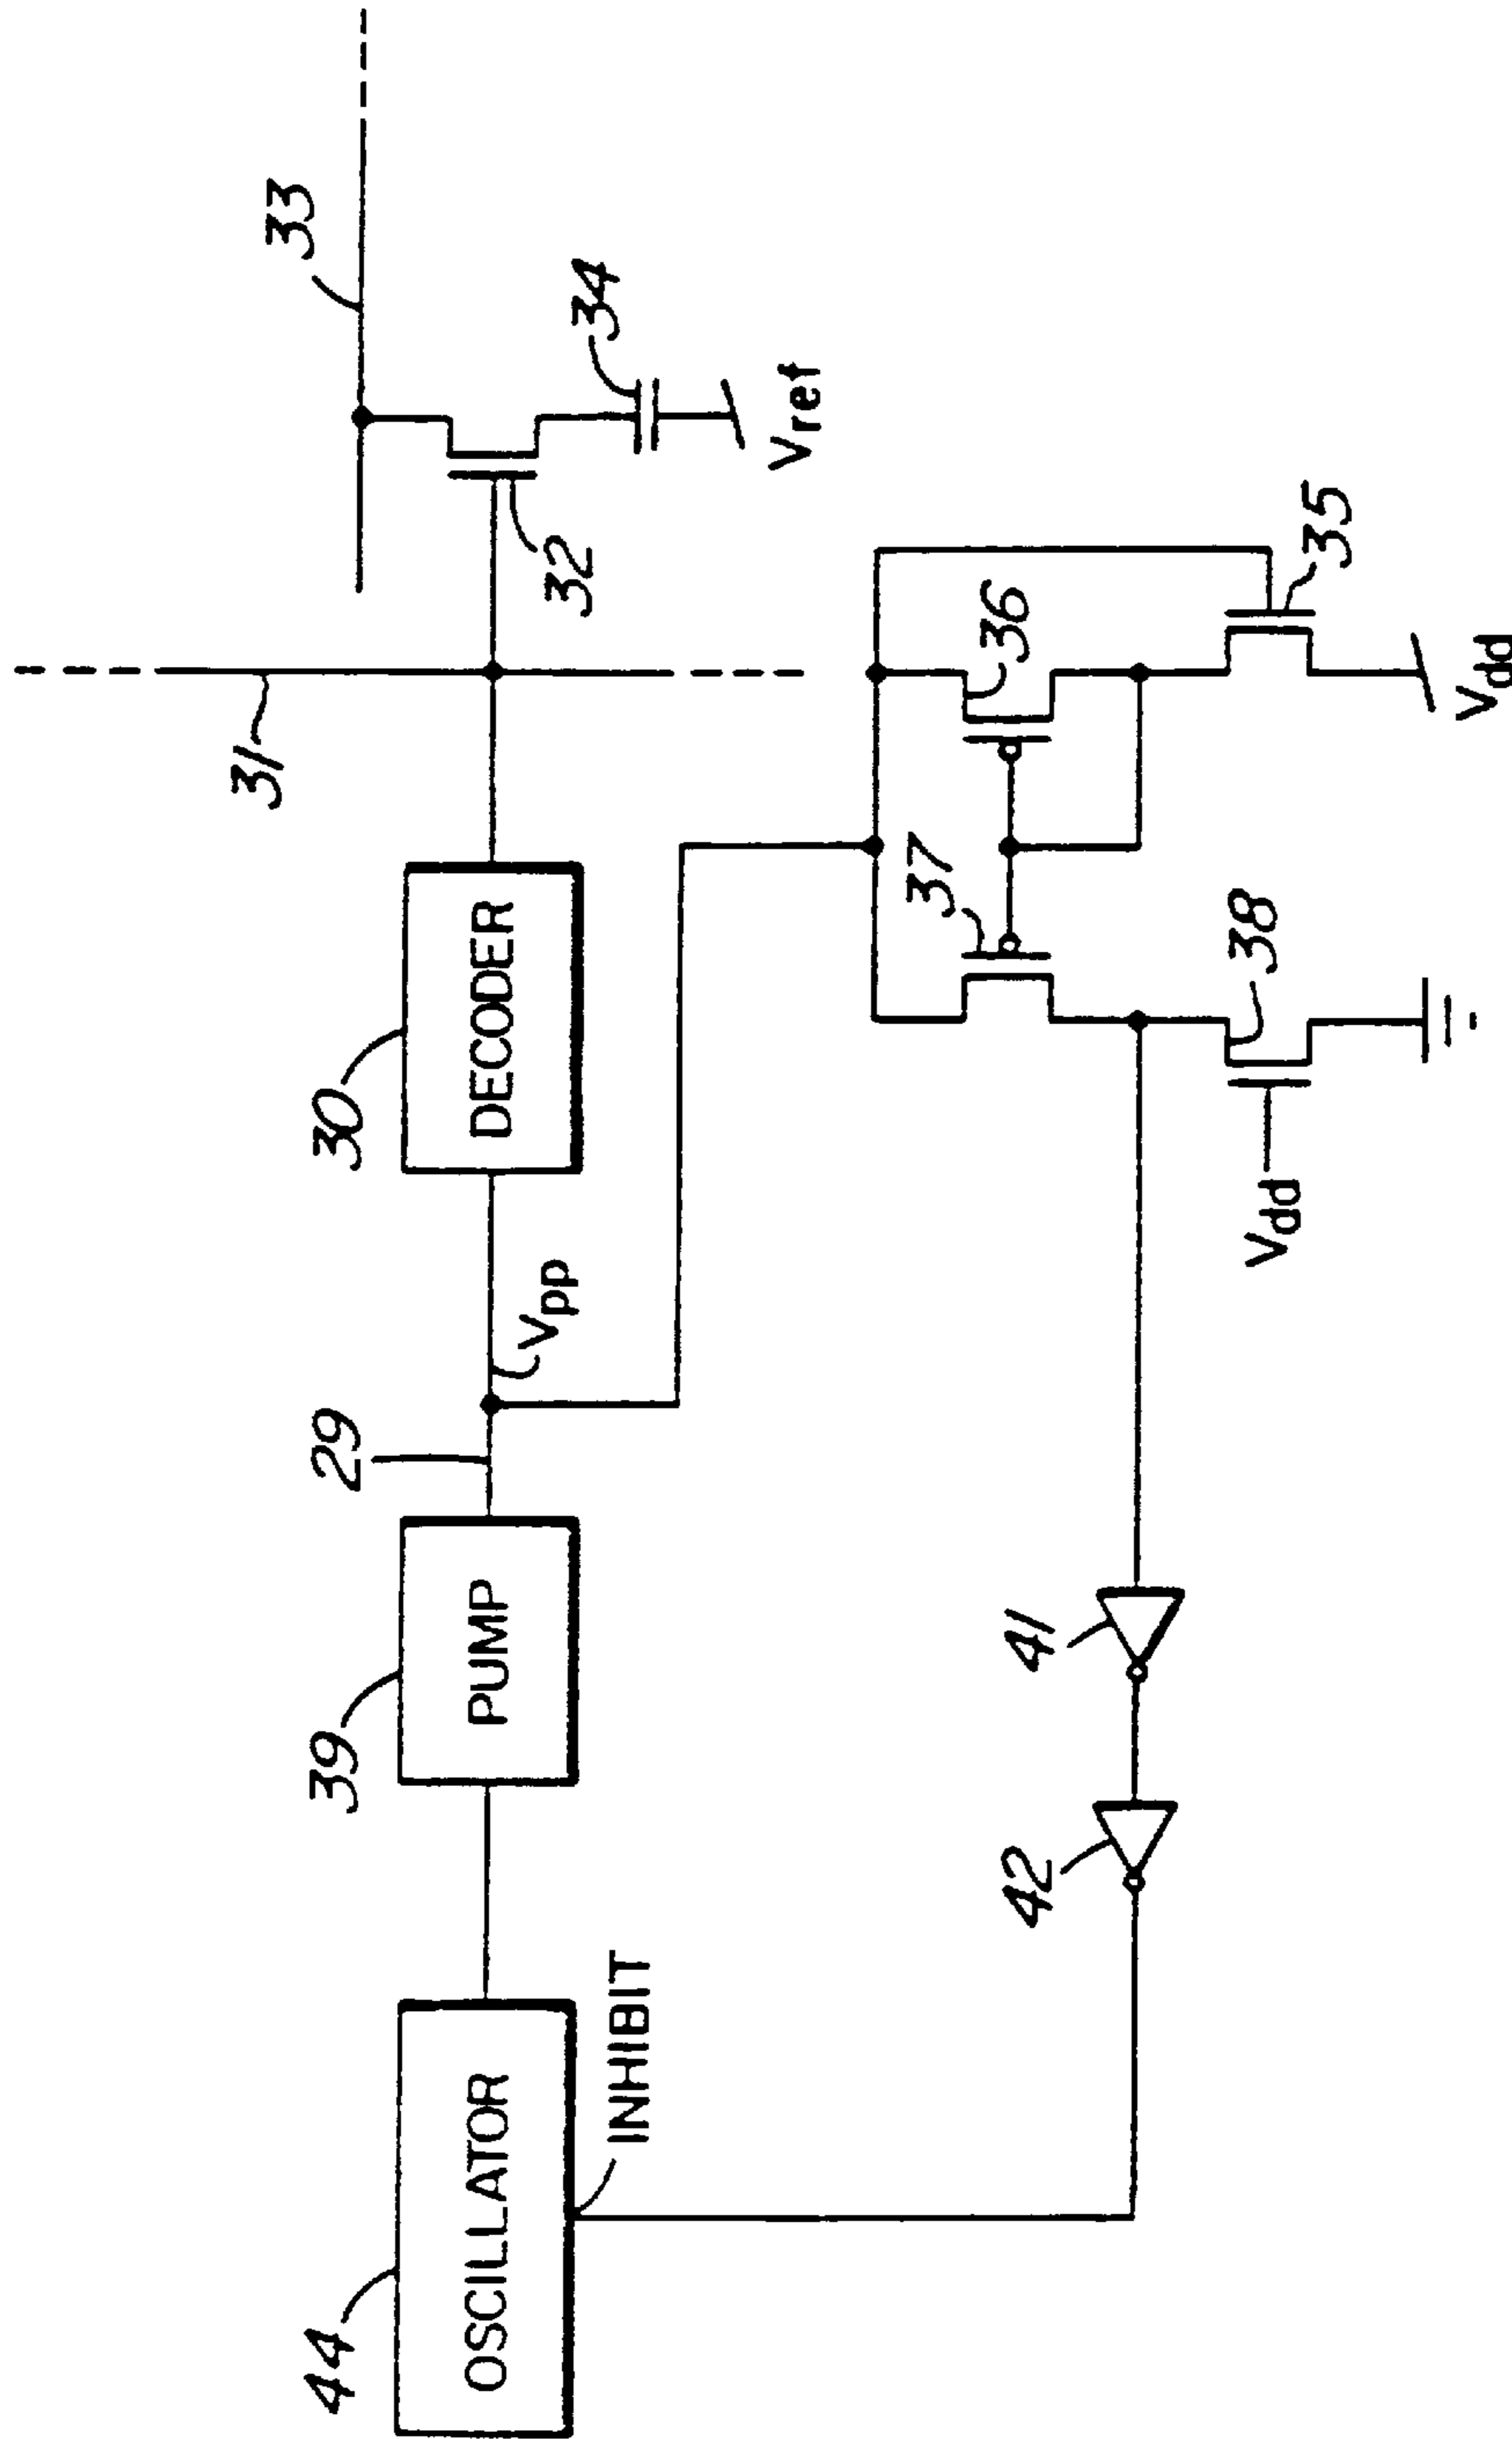 33
34
Vref
32
31
30
DECODER
29
Vpp
39
PUMP
44
OSCILLATOR
INHIBIT
36
35
Vdd
37
38
Vdd
41
42